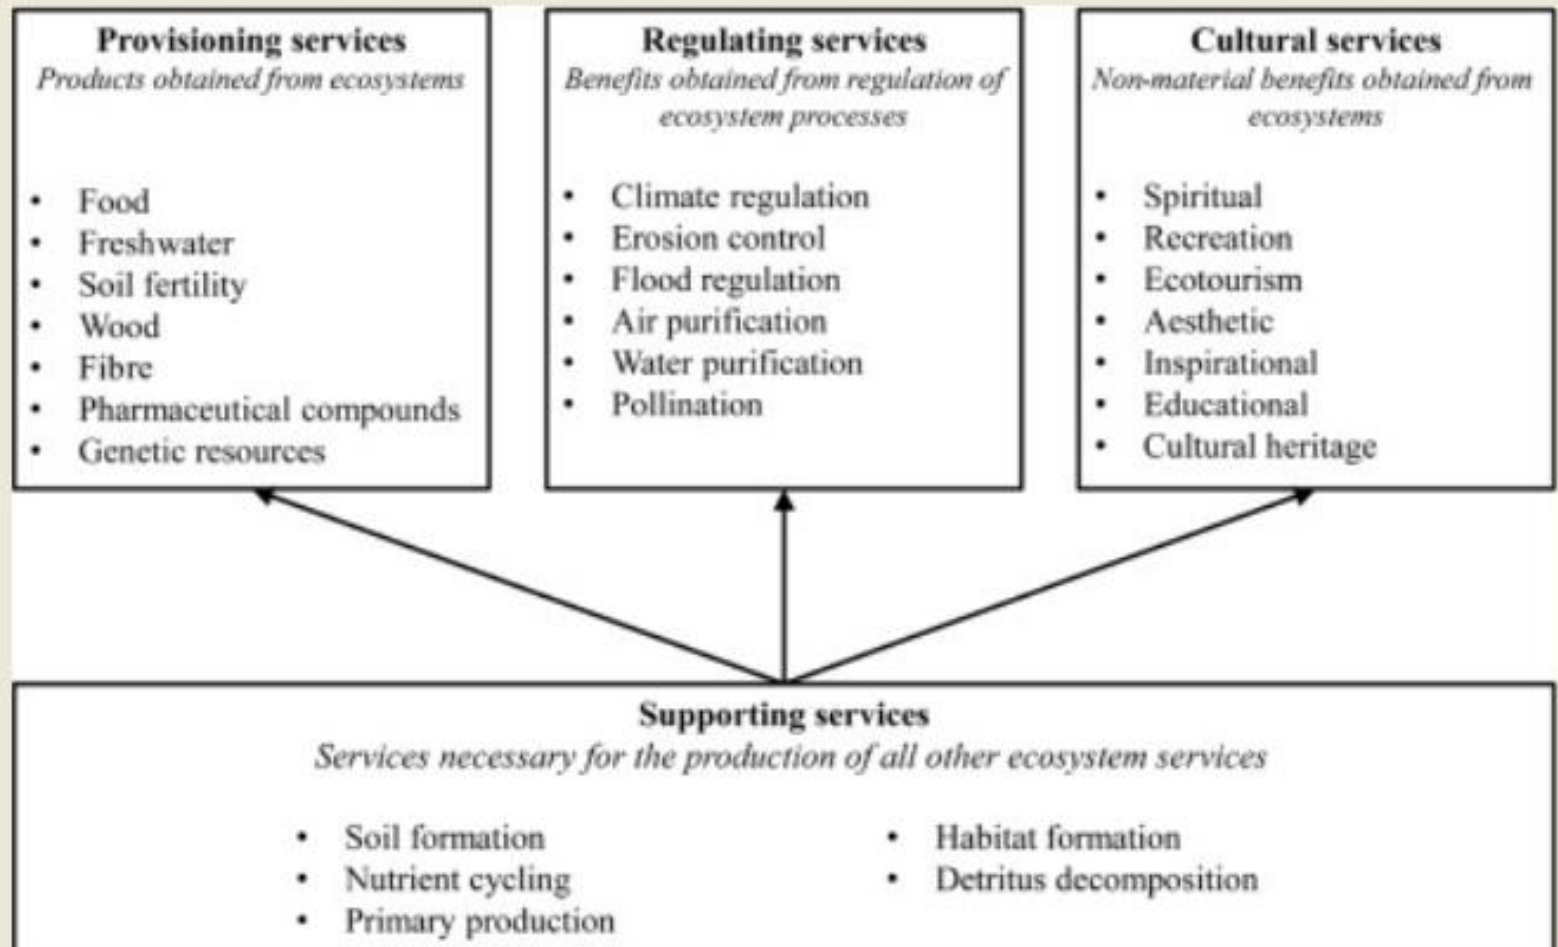 Provisioning services
Products obtained from ecosystems
• Food
• Freshwater
• Soil fertility
• Wood
• Fibre
• Pharmaceutical compounds
• Genetic resources
Regulating services
Benefits obtained from regulation of
ecosystem processes
• Climate regulation
• Erosion control
• Flood regulation
• Air purification
• Water purification
• Pollination
Cultural services
Non-material benefits obtained from
ecosystems
• Spiritual
• Recreation
• Ecotourism
• Aesthetic
• Inspirational
• Educational
• Cultural heritage
Supporting services
Services necessary for the production of all other ecosystem services
• Soil formation
• Nutrient cycling
• Primary production
• Habitat formation
• Detritus decomposition